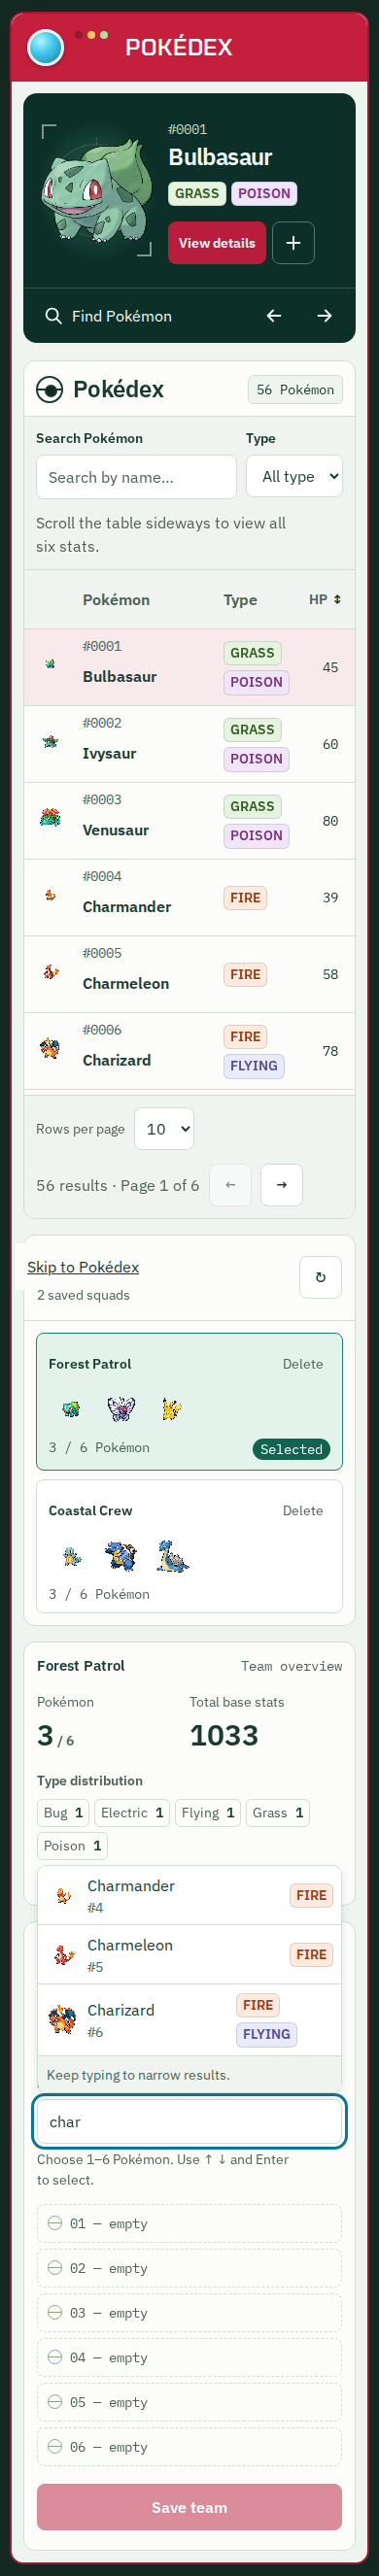 POKÉDEX
#0001
Bulbasaur
GRASS POISON
View details +
Find Pokémon ← →
Pokédex 56 Pokémon
Search Pokémon Type
Search by name... All type
Scroll the table sideways to view all
six stats.
Pokémon Type HP ↕
#0001
Bulbasaur GRASS POISON 45
#0002
Ivysaur GRASS POISON 60
#0003
Venusaur GRASS POISON 80
#0004
Charmander FIRE 39
#0005
Charmeleon FIRE 58
#0006
Charizard FIRE FLYING 78
Rows per page 10
56 results · Page 1 of 6 ← →
Skip to Pokédex ↻
2 saved squads
Forest Patrol Delete
3 / 6 Pokémon Selected
Coastal Crew Delete
3 / 6 Pokémon
Forest Patrol Team overview
Pokémon Total base stats
3 / 6 1033
Type distribution
Bug 1 Electric 1 Flying 1 Grass 1
Poison 1
Charmander FIRE
#4
Charmeleon FIRE
#5
Charizard FIRE FLYING
#6
Keep typing to narrow results.
char
Choose 1–6 Pokémon. Use ↑ ↓ and Enter
to select.
01 — empty
02 — empty
03 — empty
04 — empty
05 — empty
06 — empty
Save team